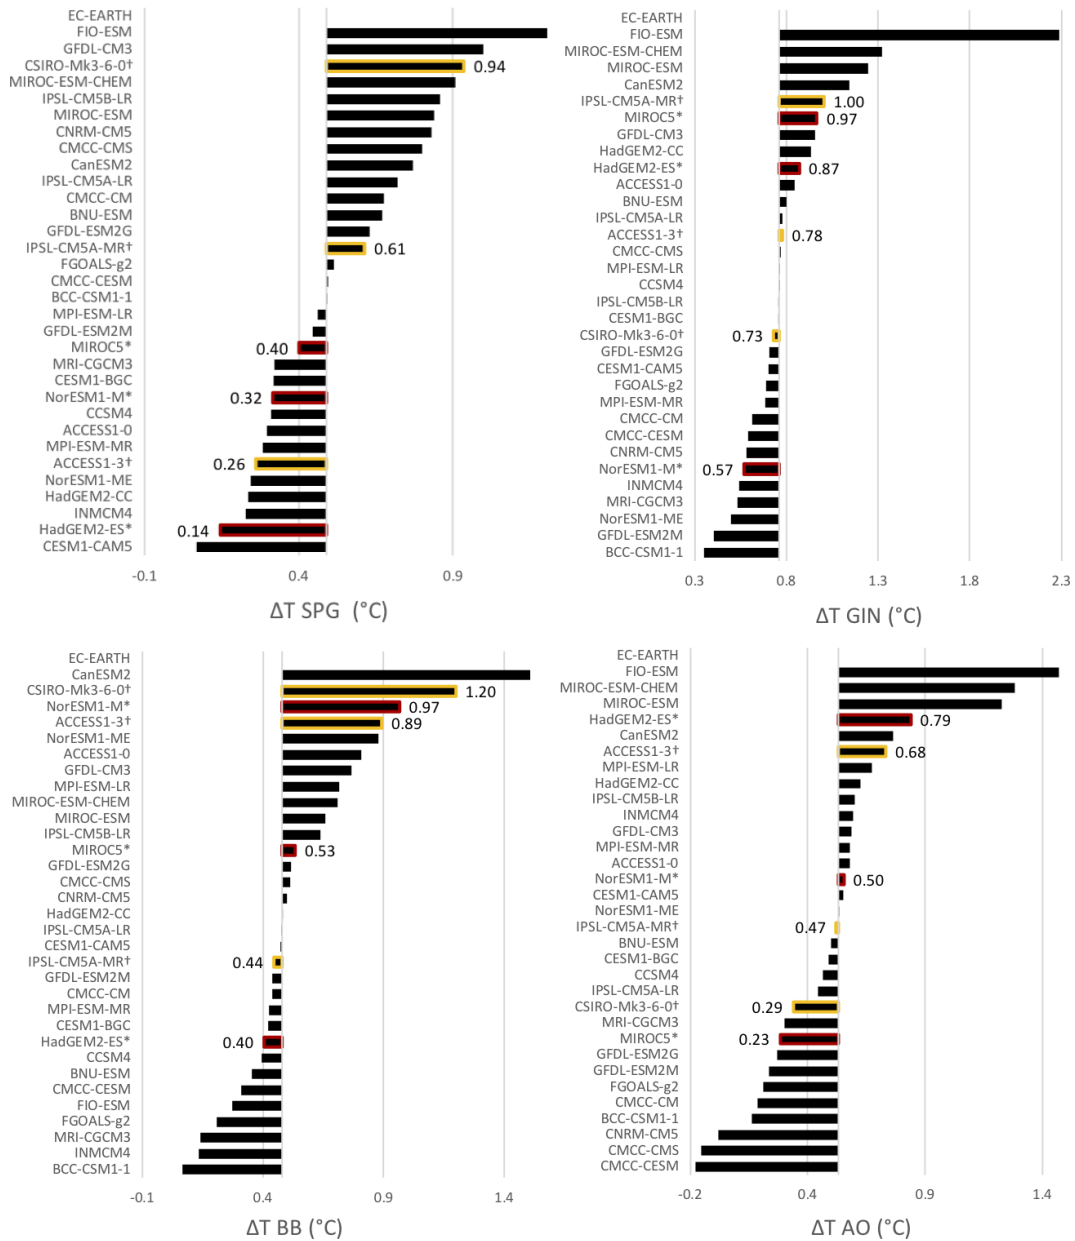 EC-EARTH
FIO-ESM
GFDL-CM3
CSIRO-Mk3-6-0† 0.94
MIROC-ESM-CHEM
IPSL-CM5B-LR
MIROC-ESM
CNRM-CM5
CMCC-CMS
CanESM2
IPSL-CM5A-LR
CMCC-CM
BNU-ESM
GFDL-ESM2G
IPSL-CM5A-MR† 0.61
FGOALS-g2
CMCC-CESM
BCC-CSM1-1
MPI-ESM-LR
GFDL-ESM2M
MIROC5* 0.40
MRI-CGCM3
CESM1-BGC
NorESM1-M* 0.32
CCSM4
ACCESS1-0
MPI-ESM-MR
ACCESS1-3† 0.26
NorESM1-ME
HadGEM2-CC
INMCM4
HadGEM2-ES* 0.14
CESM1-CAM5
-0.1 0.4 0.9
ΔT SPG (°C)
EC-EARTH
FIO-ESM
MIROC-ESM-CHEM
MIROC-ESM
CanESM2
IPSL-CM5A-MR† 1.00
MIROC5* 0.97
GFDL-CM3
HadGEM2-CC
HadGEM2-ES* 0.87
ACCESS1-0
BNU-ESM
IPSL-CM5A-LR
ACCESS1-3† 0.78
CMCC-CMS
MPI-ESM-LR
CCSM4
IPSL-CM5B-LR
CESM1-BGC
CSIRO-Mk3-6-0† 0.73
GFDL-ESM2G
CESM1-CAM5
FGOALS-g2
MPI-ESM-MR
CMCC-CM
CMCC-CESM
CNRM-CM5
NorESM1-M* 0.57
INMCM4
MRI-CGCM3
NorESM1-ME
GFDL-ESM2M
BCC-CSM1-1
0.3 0.8 1.3 1.8 2.3
ΔT GIN (°C)
EC-EARTH
CanESM2
CSIRO-Mk3-6-0† 1.20
NorESM1-M* 0.97
ACCESS1-3† 0.89
NorESM1-ME
ACCESS1-0
GFDL-CM3
MPI-ESM-LR
MIROC-ESM-CHEM
MIROC-ESM
IPSL-CM5B-LR
MIROC5* 0.53
GFDL-ESM2G
CMCC-CMS
CNRM-CM5
HadGEM2-CC
IPSL-CM5A-LR
CESM1-CAM5
IPSL-CM5A-MR† 0.44
GFDL-ESM2M
CMCC-CM
MPI-ESM-MR
CESM1-BGC
HadGEM2-ES* 0.40
CCSM4
BNU-ESM
CMCC-CESM
FIO-ESM
FGOALS-g2
MRI-CGCM3
INMCM4
BCC-CSM1-1
-0.1 0.4 0.9 1.4
ΔT BB (°C)
EC-EARTH
FIO-ESM
MIROC-ESM-CHEM
MIROC-ESM
HadGEM2-ES* 0.79
CanESM2
ACCESS1-3† 0.68
MPI-ESM-LR
HadGEM2-CC
IPSL-CM5B-LR
INMCM4
GFDL-CM3
MPI-ESM-MR
ACCESS1-0
NorESM1-M* 0.50
CESM1-CAM5
NorESM1-ME
IPSL-CM5A-MR† 0.47
BNU-ESM
CESM1-BGC
CCSM4
IPSL-CM5A-LR
CSIRO-Mk3-6-0† 0.29
MRI-CGCM3
MIROC5* 0.23
GFDL-ESM2G
GFDL-ESM2M
FGOALS-g2
CMCC-CM
BCC-CSM1-1
CNRM-CM5
CMCC-CMS
CMCC-CESM
-0.2 0.4 0.9 1.4
ΔT AO (°C)